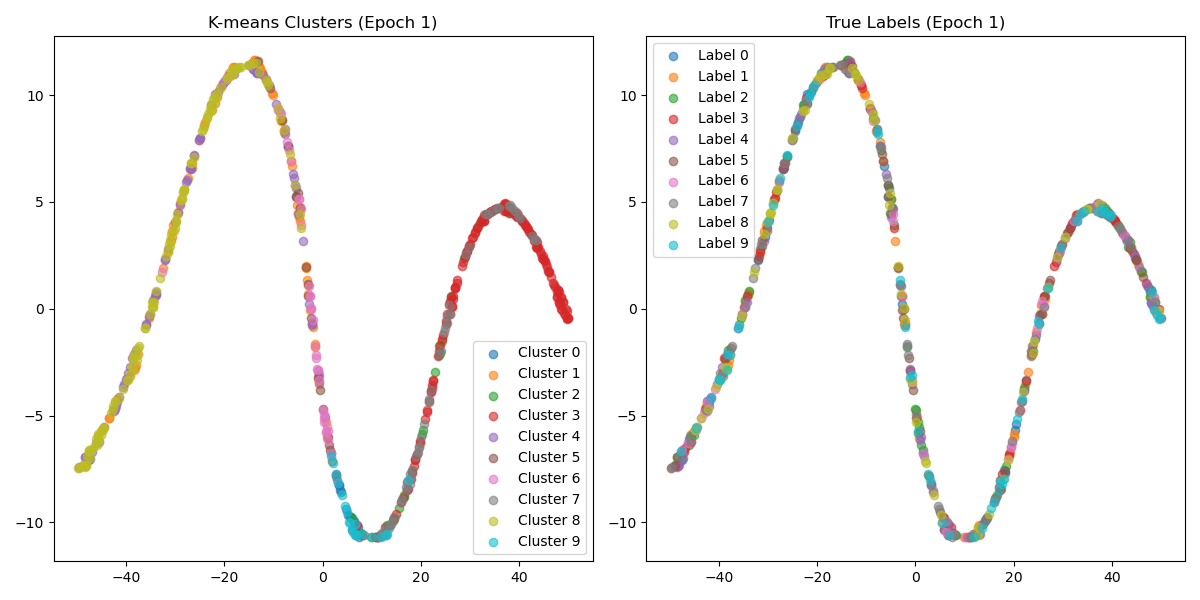 K-means Clusters (Epoch 1)
10
5
0
−5
−10
−40
−20
0
20
40
Cluster 0
Cluster 1
Cluster 2
Cluster 3
Cluster 4
Cluster 5
Cluster 6
Cluster 7
Cluster 8
Cluster 9
True Labels (Epoch 1)
10
5
0
−5
−10
−40
−20
0
20
40
Label 0
Label 1
Label 2
Label 3
Label 4
Label 5
Label 6
Label 7
Label 8
Label 9